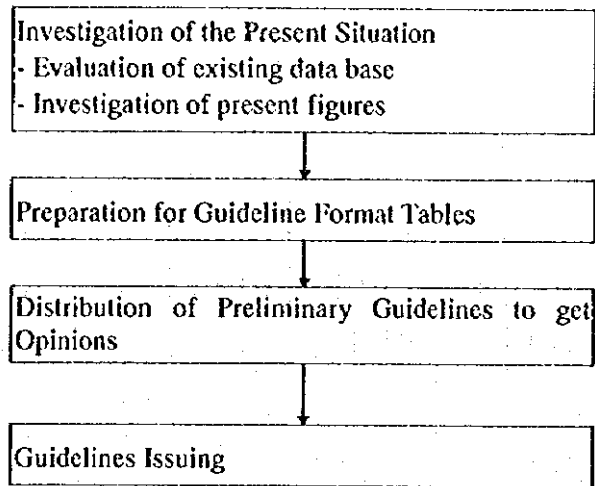 Investigation of the Present Situation
- Evaluation of existing data base
- Investigation of present figures
Preparation for Guideline Format Tables
Distribution of Preliminary Guidelines to get
Opinions
Guidelines Issuing